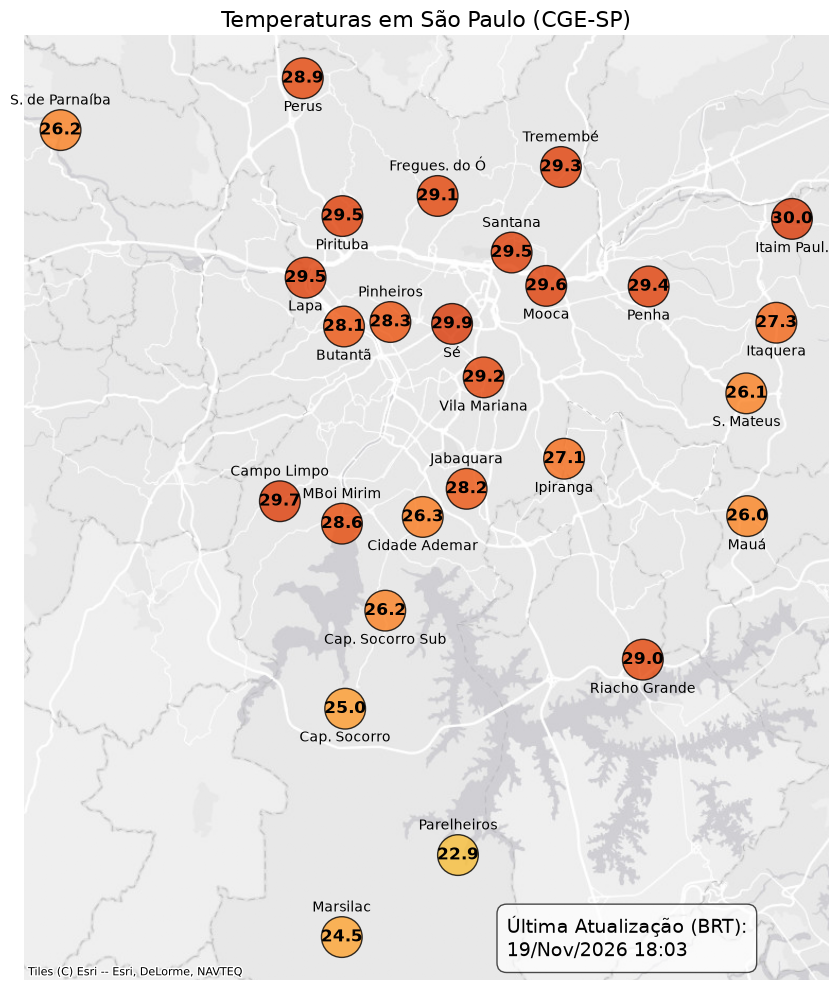 Temperaturas em São Paulo (CGE-SP)
28.9
Perus
S. de Parnaíba
26.2
Tremembé
29.3
Fregues. do Ó
29.1
29.5
Pirituba
30.0
Itaim Paul.
Santana
29.5
29.5
Lapa
29.6
Mooca
29.4
Penha
Pinheiros
28.3
28.1
Butantã
29.9
Sé
27.3
Itaquera
29.2
Vila Mariana
26.1
S. Mateus
27.1
Ipiranga
Jabaquara
28.2
Campo Limpo
29.7
MBoi Mirim
28.6
26.3
Cidade Ademar
26.0
Mauá
26.2
Cap. Socorro Sub
29.0
Riacho Grande
25.0
Cap. Socorro
Parelheiros
22.9
Marsilac
24.5
Última Atualização (BRT):
19/Nov/2026 18:03
Tiles (C) Esri -- Esri, DeLorme, NAVTEQ